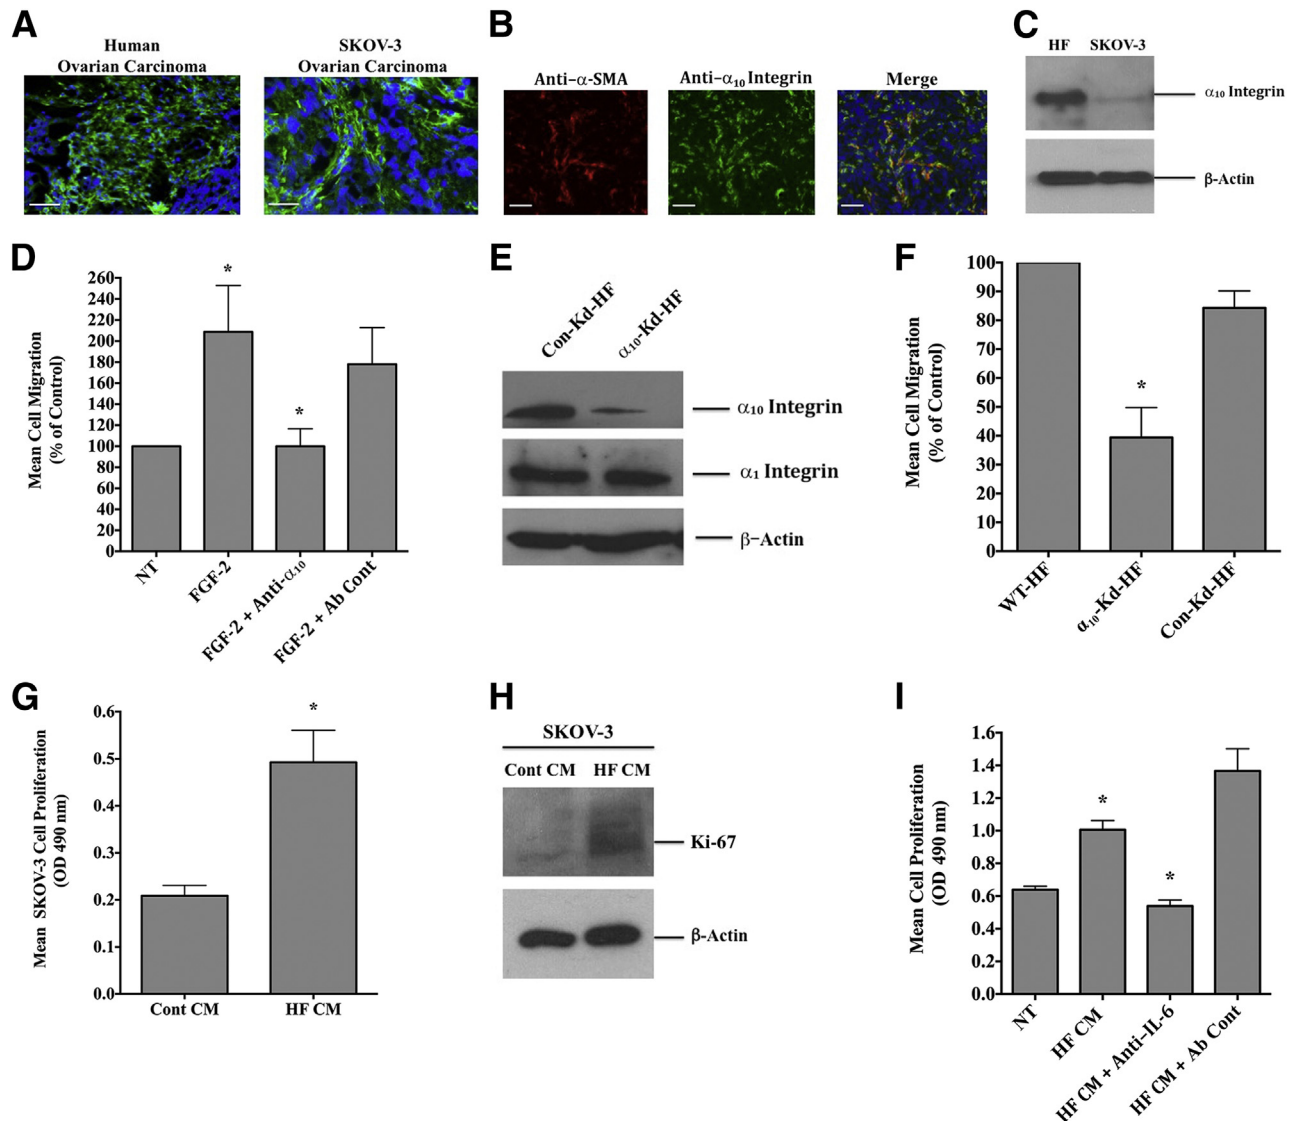 A
Human
Ovarian Carcinoma
SKOV-3
Ovarian Carcinoma
B
Anti-α-SMA
Anti-α₁₀ Integrin
Merge
C
HF
SKOV-3
α₁₀ Integrin
β-Actin
D
Mean Cell Migration
(% of Control)
260
240
220
200
180
160
140
120
100
80
60
40
20
0
*
*
NT
FGF-2
FGF-2 + Anti-α₁₀
FGF-2 + Ab Cont
E
Con-Kd-HF
α₁₀-Kd-HF
α₁₀ Integrin
α₁ Integrin
β-Actin
F
Mean Cell Migration
(% of Control)
100
90
80
70
60
50
40
30
20
10
0
*
WT-HF
α₁₀-Kd-HF
Con-Kd-HF
G
Mean SKOV-3 Cell Proliferation
(OD 490 nm)
0.6
0.5
0.4
0.3
0.2
0.1
0.0
*
Cont CM
HF CM
H
SKOV-3
Cont CM
HF CM
Ki-67
β-Actin
I
Mean Cell Proliferation
(OD 490 nm)
1.6
1.4
1.2
1.0
0.8
0.6
0.4
0.2
0.0
*
*
NT
HF CM
HF CM + Anti-IL-6
HF CM + Ab Cont